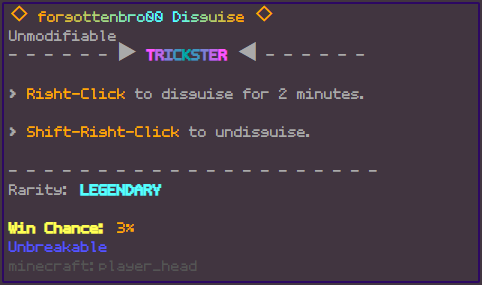 ◇ forgottenbro00 Disguise ◇
Unmodifiable
- - - - - - ▶ TRICKSTER ◀ - - - - - -
> Right-Click to disguise for 2 minutes.
> Shift-Right-Click to undisguise.
- - - - - - - - - - - - - - - - - - - -
Rarity: LEGENDARY
Win Chance: 3%
Unbreakable
minecraft:player_head